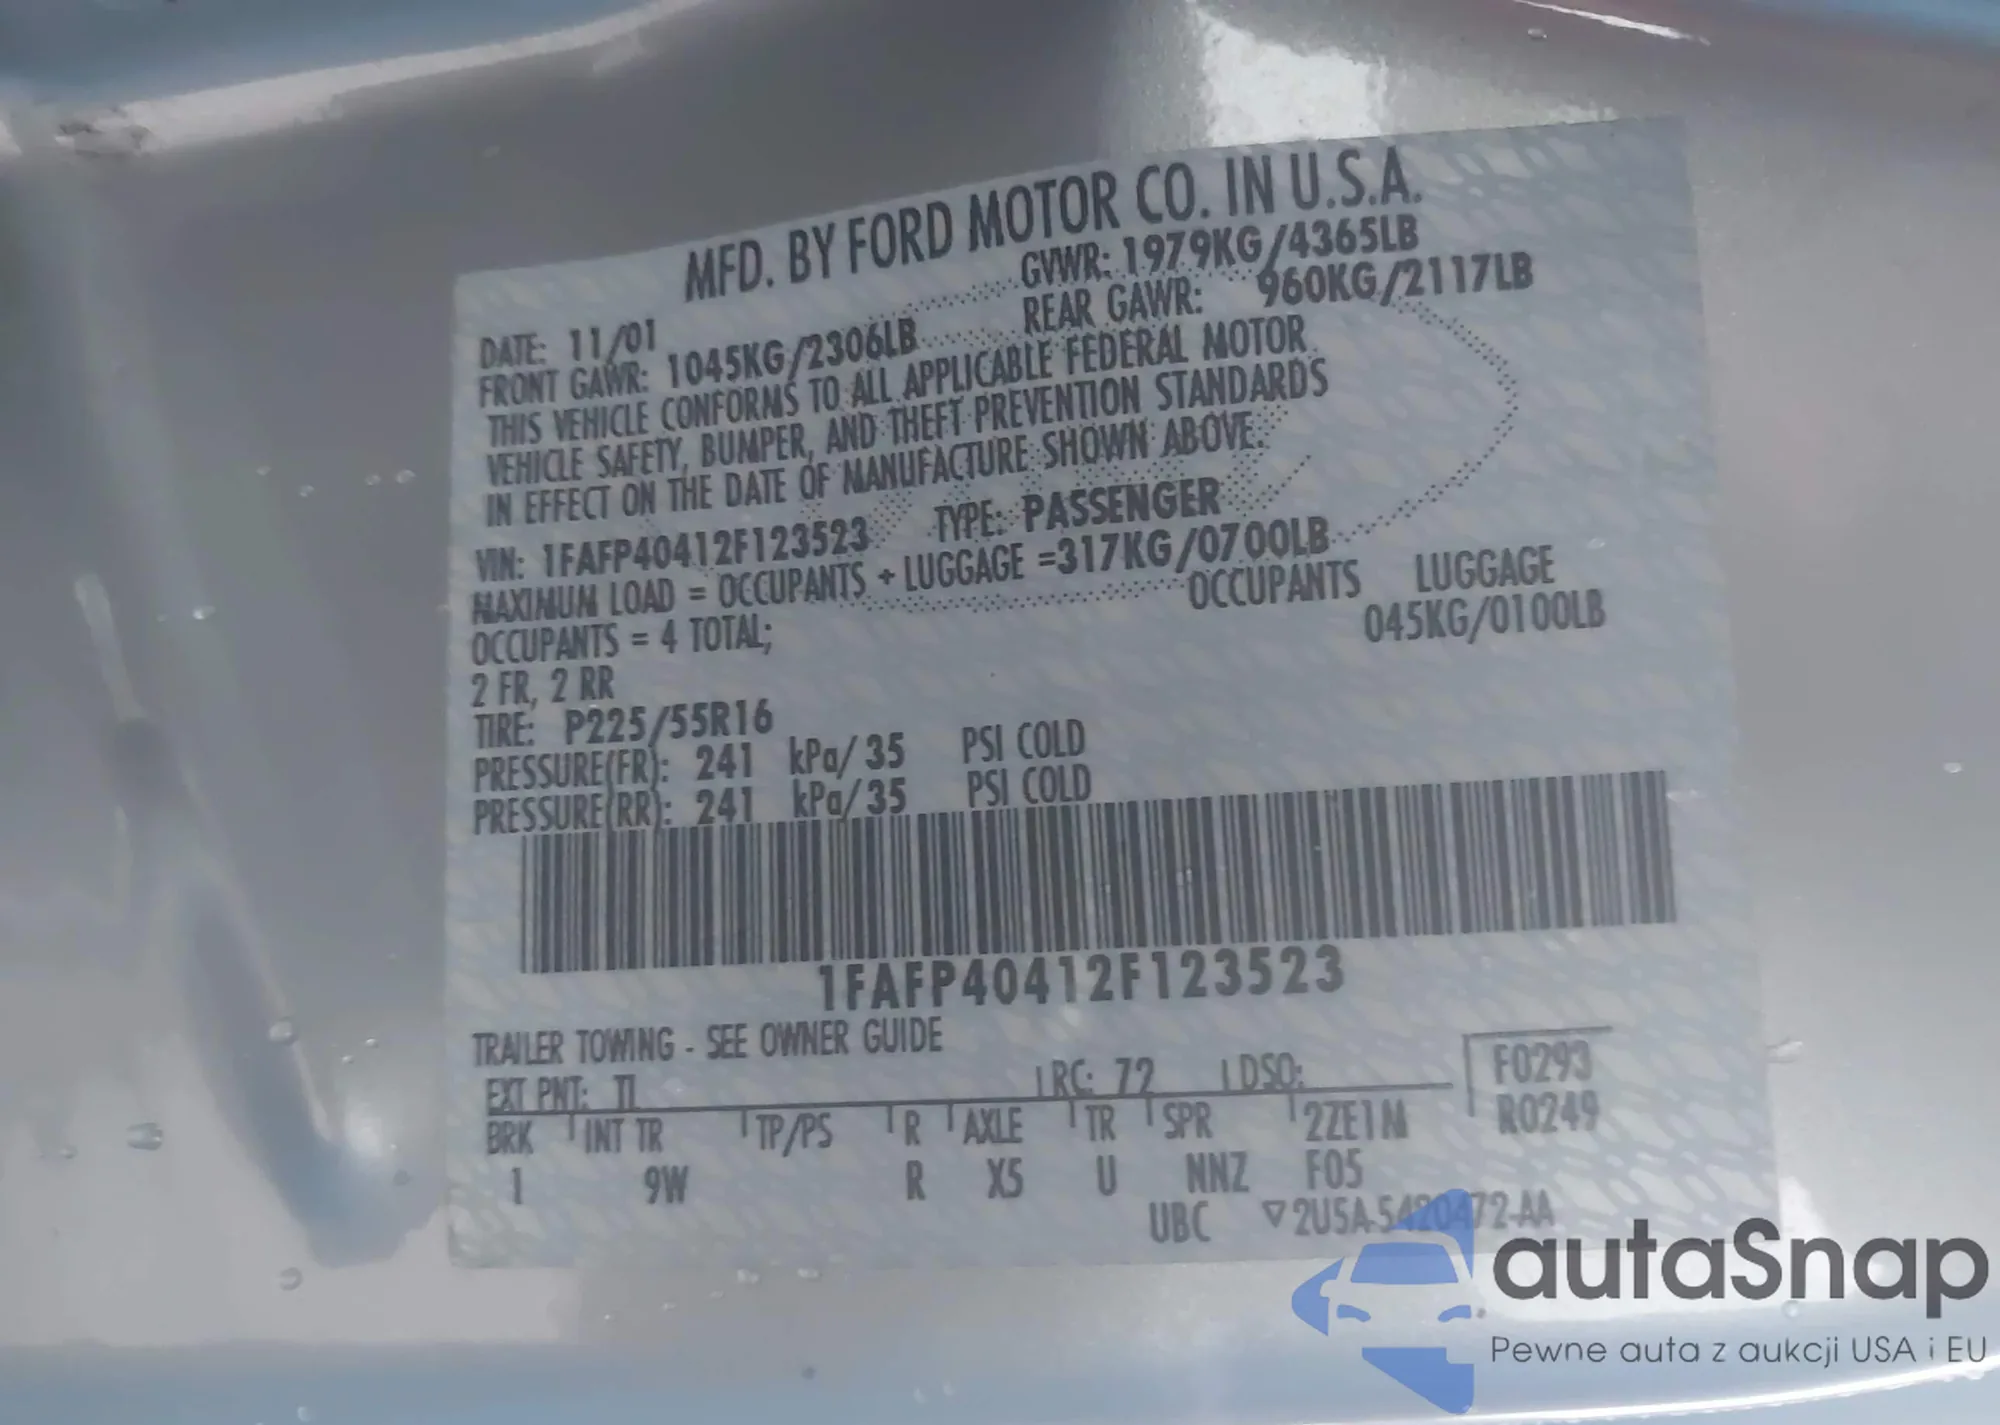 MFD. BY FORD MOTOR CO. IN U.S.A.
DATE: 11/01 GVWR: 1979KG/4365LB
FRONT GAWR: 1045KG/2306LB REAR GAWR: 960KG/2117LB
THIS VEHICLE CONFORMS TO ALL APPLICABLE FEDERAL MOTOR
VEHICLE SAFETY, BUMPER, AND THEFT PREVENTION STANDARDS
IN EFFECT ON THE DATE OF MANUFACTURE SHOWN ABOVE.
VIN: 1FAFP40412F123523 TYPE: PASSENGER
MAXIMUM LOAD = OCCUPANTS + LUGGAGE =317KG/0700LB
OCCUPANTS = 4 TOTAL; OCCUPANTS LUGGAGE
2 FR, 2 RR 045KG/0100LB
TIRE: P225/55R16
PRESSURE(FR): 241 kPa/ 35 PSI COLD
PRESSURE(RR): 241 kPa/ 35 PSI COLD
1FAFP40412F123523
TRAILER TOWING - SEE OWNER GUIDE
EXT PNT: TI RC: 72 DSO: F0293
BRK INT TR TP/PS R AXLE TR SPR 2ZE1M R0249
1 9W R X5 U NNZ F05
UBC ▽2U5A-5420472-AA
autaSnap
Pewne auta z aukcji USA i EU